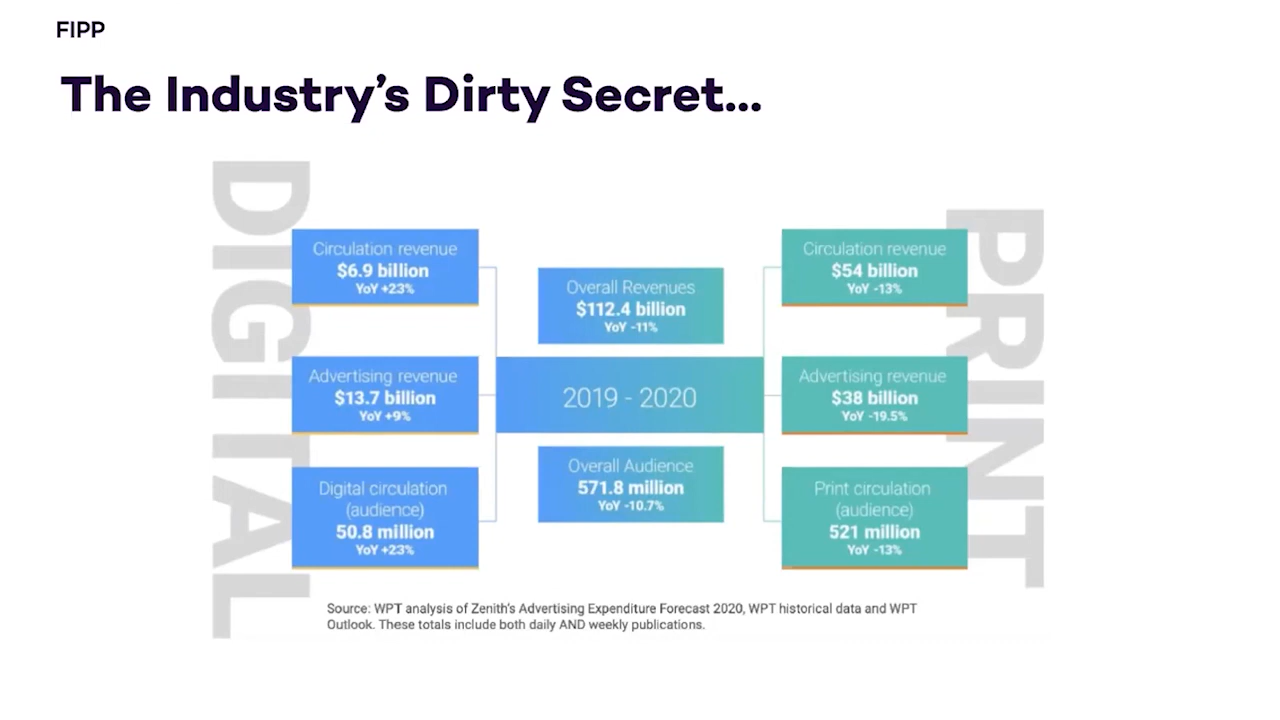 FIPP
The Industry's Dirty Secret...
DIGITAL
Circulation revenue
$6.9 billion
YoY +23%
Advertising revenue
$13.7 billion
YoY +9%
Digital circulation
(audience)
50.8 million
YoY +23%
Overall Revenues
$112.4 billion
YoY -11%
2019 - 2020
Overall Audience
571.8 million
YoY -10.7%
PRINT
Circulation revenue
$54 billion
YoY -13%
Advertising revenue
$38 billion
YoY -19.5%
Print circulation
(audience)
521 million
YoY -13%
Source: WPT analysis of Zenith's Advertising Expenditure Forecast 2020, WPT historical data and WPT
Outlook. These totals include both daily AND weekly publications.